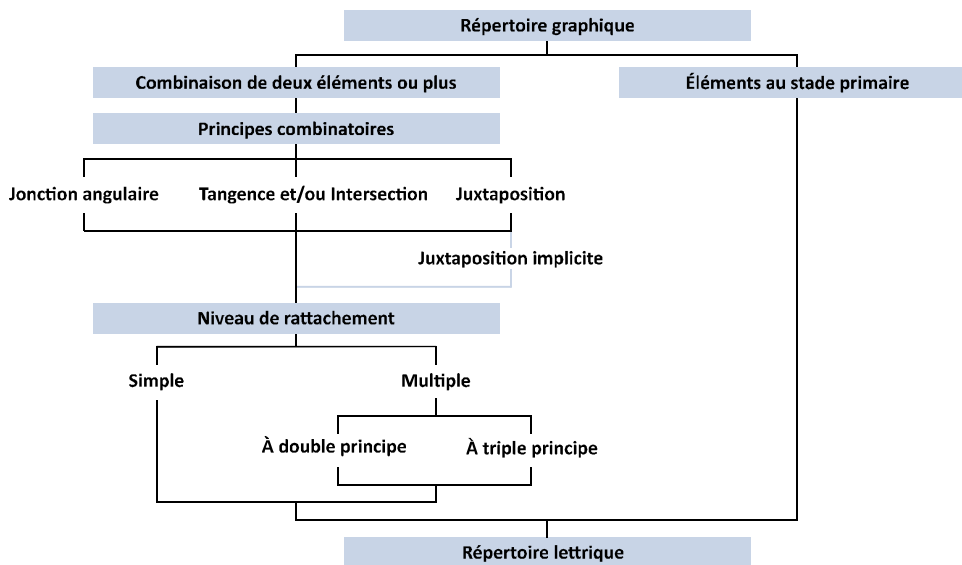 Répertoire graphique
Combinaison de deux éléments ou plus
Éléments au stade primaire
Principes combinatoires
Jonction angulaire
Tangence et/ou Intersection
Juxtaposition
Juxtaposition implicite
Niveau de rattachement
Simple
Multiple
À double principe
À triple principe
Répertoire lettrique